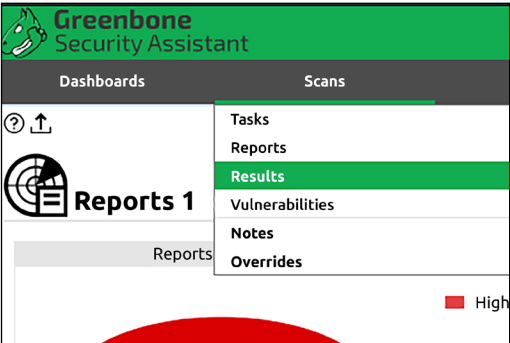 Greenbone
Security Assistant
Dashboards Scans
Tasks
Reports
Results
Vulnerabilities
Notes
Overrides
Reports 1
Reports
High